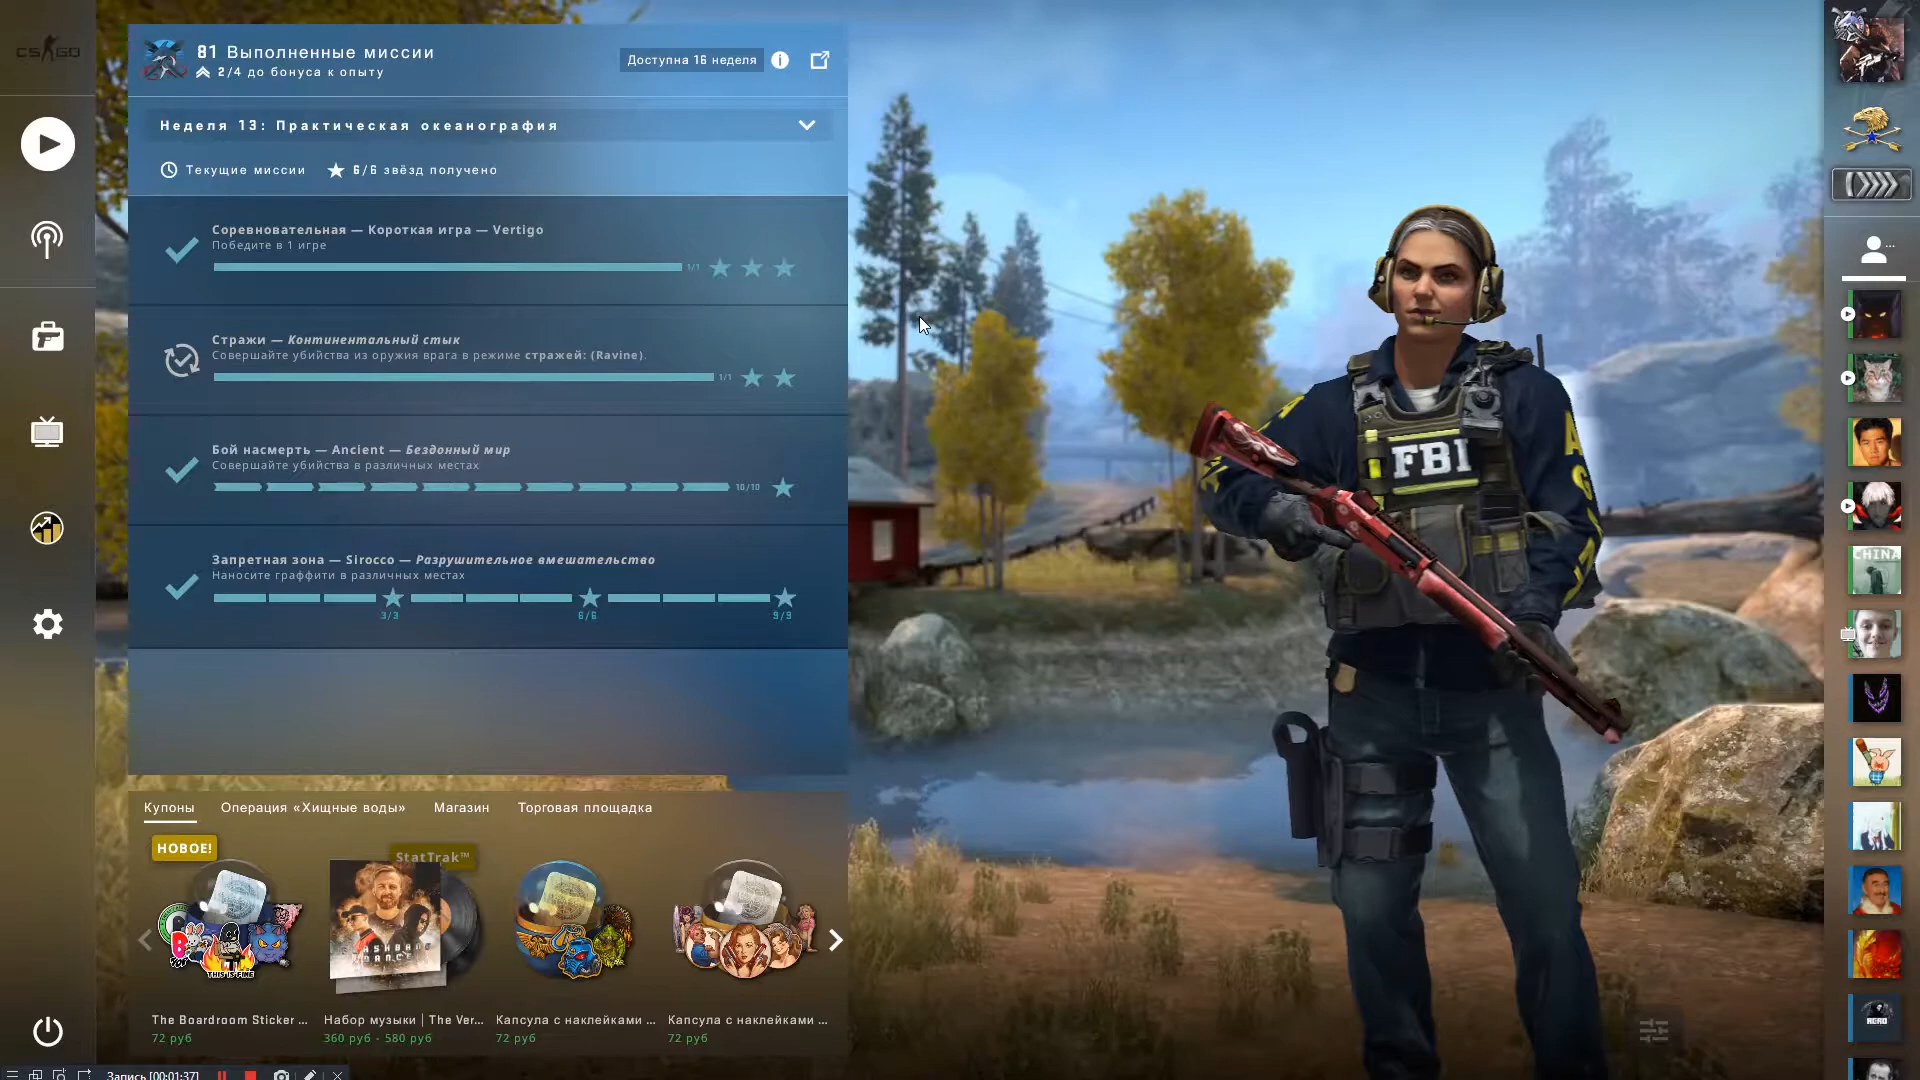 CS GO
81 Выполненные миссии
2/4 до бонуса к опыту
Доступна 16 неделя
Неделя 13: Практическая океанография
Текущие миссии
6/6 звёзд получено
Соревновательная — Короткая игра — Vertigo
Победите в 1 игре
1/1
Стражи — Континентальный стык
Совершайте убийства из оружия врага в режиме стражей: (Ravine).
1/1
Бой насмерть — Ancient — Бездонный мир
Совершайте убийства в различных местах
10/10
Запретная зона — Sirocco — Разрушительное вмешательство
Наносите граффити в различных местах
3/3
6/6
9/9
FBI
CHINA
Купоны
Операция «Хищные воды»
Магазин
Торговая площадка
НОВОЕ!
StatTrak™
THIS IS FINE
The Boardroom Sticker ...
72 руб
Набор музыки | The Ver...
360 руб - 580 руб
Капсула с наклейками ...
72 руб
Капсула с наклейками ...
72 руб
Запись [00:01:37]